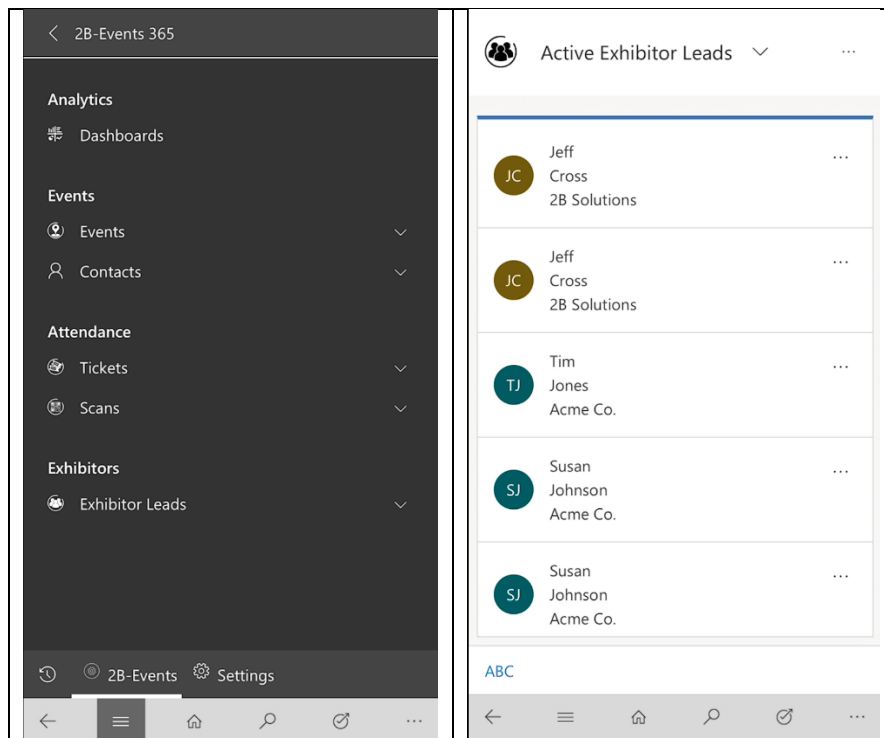 2B-Events 365
Analytics
Dashboards
Events
Events
Contacts
Attendance
Tickets
Scans
Exhibitors
Exhibitor Leads
2B-Events Settings
Active Exhibitor Leads
...
JC
Jeff
Cross
2B Solutions
...
JC
Jeff
Cross
2B Solutions
...
TJ
Tim
Jones
Acme Co.
...
SJ
Susan
Johnson
Acme Co.
...
SJ
Susan
Johnson
Acme Co.
...
ABC